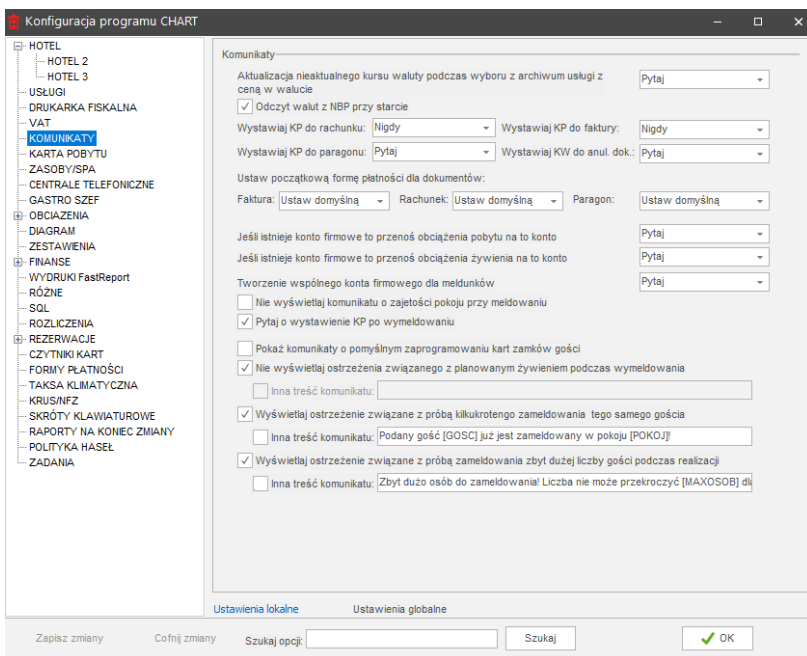 Konfiguracja programu CHART
HOTEL
HOTEL 2
HOTEL 3
USŁUGI
DRUKARKA FISKALNA
VAT
KOMUNIKATY
KARTA POBYTU
ZASOBY/SPA
CENTRALE TELEFONICZNE
GASTRO SZEF
OBCIAZENIA
DIAGRAM
ZESTAWIENIA
FINANSE
WYDRUKI FastReport
RÓŻNE
SQL
ROZLICZENIA
REZERWACJE
CZYTNIKI KART
FORMY PŁATNOŚCI
TAKSA KLIMATYCZNA
KRUS/NFZ
SKRÓTY KLAWIATUROWE
RAPORTY NA KONIEC ZMIANY
POLITYKA HASEŁ
ZADANIA
Komunikaty
Aktualizacja nieaktualnego kursu waluty podczas wyboru z archiwum usługi z
ceną w walucie
Pytaj
Odczyt walut z NBP przy starcie
Wystawiaj KP do rachunku: Nigdy Wystawiaj KP do faktury: Nigdy
Wystawiaj KP do paragonu: Pytaj Wystawiaj KW do anul. dok.: Pytaj
Ustaw początkową formę płatności dla dokumentów:
Faktura: Ustaw domyślną Rachunek: Ustaw domyślną Paragon: Ustaw domyślną
Jeśli istnieje konto firmowe to przenoś obciążenia pobytu na to konto Pytaj
Jeśli istnieje konto firmowe to przenoś obciążenia żywienia na to konto Pytaj
Tworzenie wspólnego konta firmowego dla meldunków Pytaj
Nie wyświetlaj komunikatu o zajetości pokoju przy meldowaniu
Pytaj o wystawienie KP po wymeldowaniu
Pokaż komunikaty o pomyślnym zaprogramowaniu kart zamków gości
Nie wyświetlaj ostrzeżenia związanego z planowanym żywieniem podczas wymeldowania
Inna treść komunikatu:
Wyświetlaj ostrzeżenie związane z próbą kilkukrotengo zameldowania tego samego gościa
Inna treść komunikatu: Podany gość [GOSC] już jest zameldowany w pokoju [POKOJ]!
Wyświetlaj ostrzeżenie związane z próbą zameldowania zbyt dużej liczby gości podczas realizacji
Inna treść komunikatu: Zbyt dużo osób do zameldowania! Liczba nie może przekroczyć [MAXOSOB] dla
Ustawienia lokalne Ustawienia globalne
Zapisz zmiany Cofnij zmiany Szukaj opcji: Szukaj OK